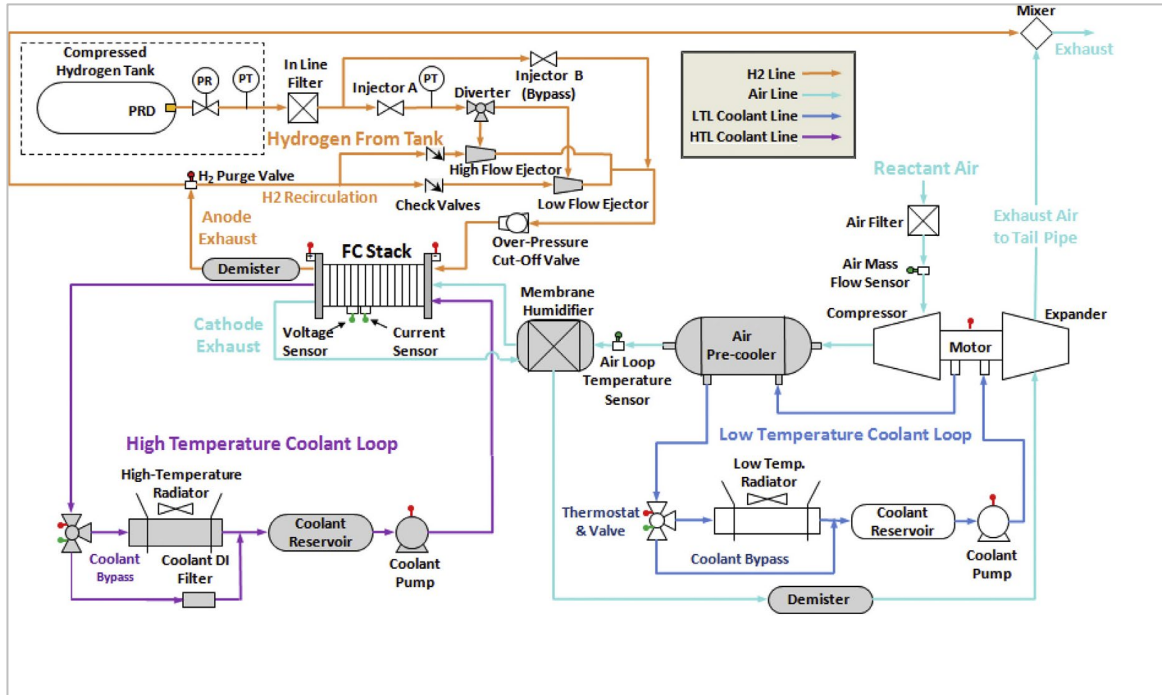 Mixer
Exhaust
Compressed
Hydrogen Tank
PR
PT
PRD
In Line
Filter
Injector A
PT
Diverter
Injector B
(Bypass)
H2 Line
Air Line
LTL Coolant Line
HTL Coolant Line
Hydrogen From Tank
High Flow Ejector
H₂ Purge Valve
H2 Recirculation
Check Valves
Low Flow Ejector
Reactant Air
Air Filter
Exhaust Air
to Tail Pipe
Anode
Exhaust
Over-Pressure
Cut-Off Valve
FC Stack
Demister
Air Mass
Flow Sensor
Membrane
Humidifier
Compressor
Expander
Motor
Cathode
Exhaust
Voltage
Sensor
Current
Sensor
Air
Pre-cooler
Air Loop
Temperature
Sensor
High Temperature Coolant Loop
Low Temperature Coolant Loop
High-Temperature
Radiator
Low Temp.
Radiator
Thermostat
& Valve
Coolant
Reservoir
Coolant
Reservoir
Coolant
Bypass
Coolant DI
Filter
Coolant
Pump
Coolant Bypass
Coolant
Pump
Demister